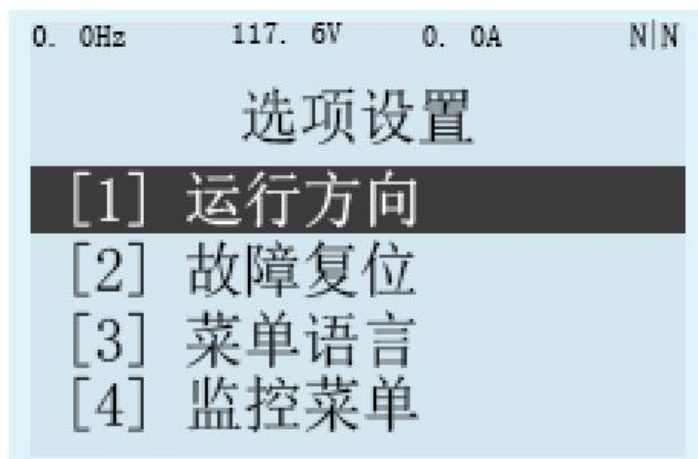 0. 0Hz 117. 6V 0. 0A N|N
选项设置
[1] 运行方向
[2] 故障复位
[3] 菜单语言
[4] 监控菜单